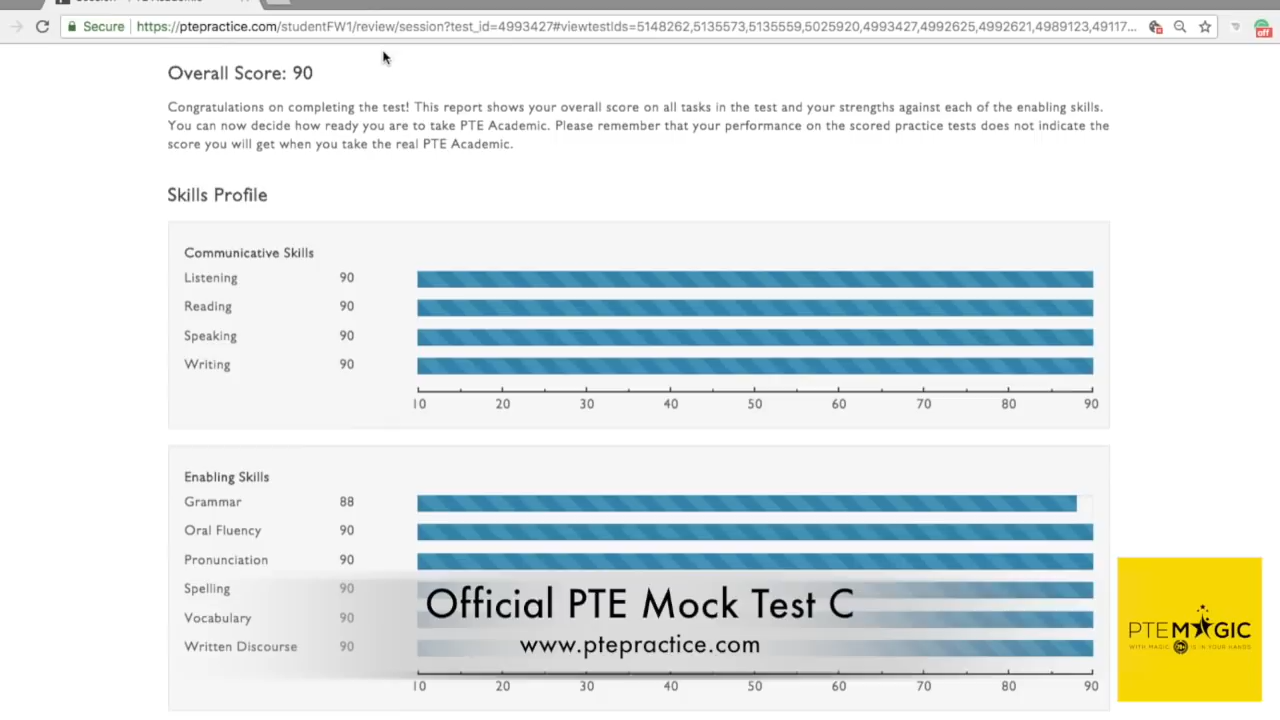 Secure https://ptepractice.com/studentFW1/review/session?test_id=4993427#viewtestIds=5148262,5135573,5135559,5025920,4993427,4992625,4992621,4989123,49117...
off
Overall Score: 90
Congratulations on completing the test! This report shows your overall score on all tasks in the test and your strengths against each of the enabling skills.
You can now decide how ready you are to take PTE Academic. Please remember that your performance on the scored practice tests does not indicate the
score you will get when you take the real PTE Academic.
Skills Profile
Communicative Skills
Listening 90
Reading 90
Speaking 90
Writing 90
10 20 30 40 50 60 70 80 90
Enabling Skills
Grammar 88
Oral Fluency 90
Pronunciation 90
Spelling 90
Vocabulary 90
Written Discourse 90
10 20 30 40 50 60 70 80 90
Official PTE Mock Test C
www.ptepractice.com
PTE MAGIC
WITH MAGIC IS IN YOUR HANDS